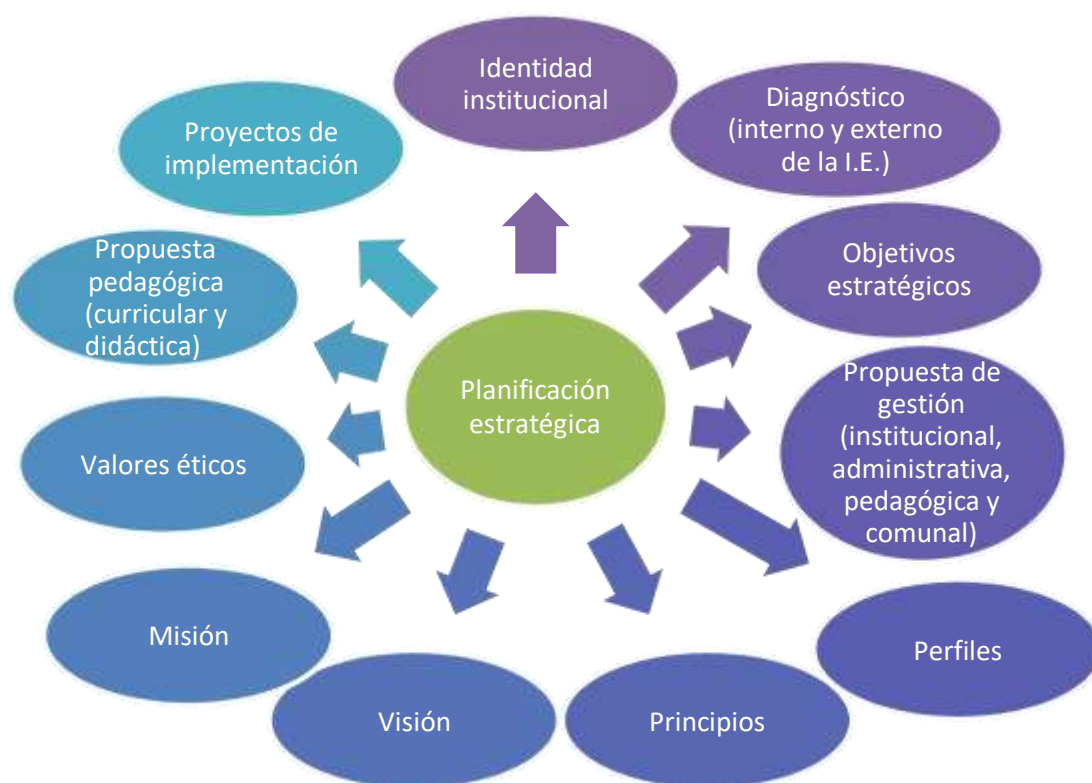 Identidad
institucional
Diagnóstico
(interno y externo
de la I.E.)
Objetivos
estratégicos
Propuesta de
gestión
(institucional,
administrativa,
pedagógica y
comunal)
Perfiles
Principios
Visión
Misión
Valores éticos
Propuesta
pedagógica
(curricular y
didáctica)
Proyectos de
implementación
Planificación
estratégica